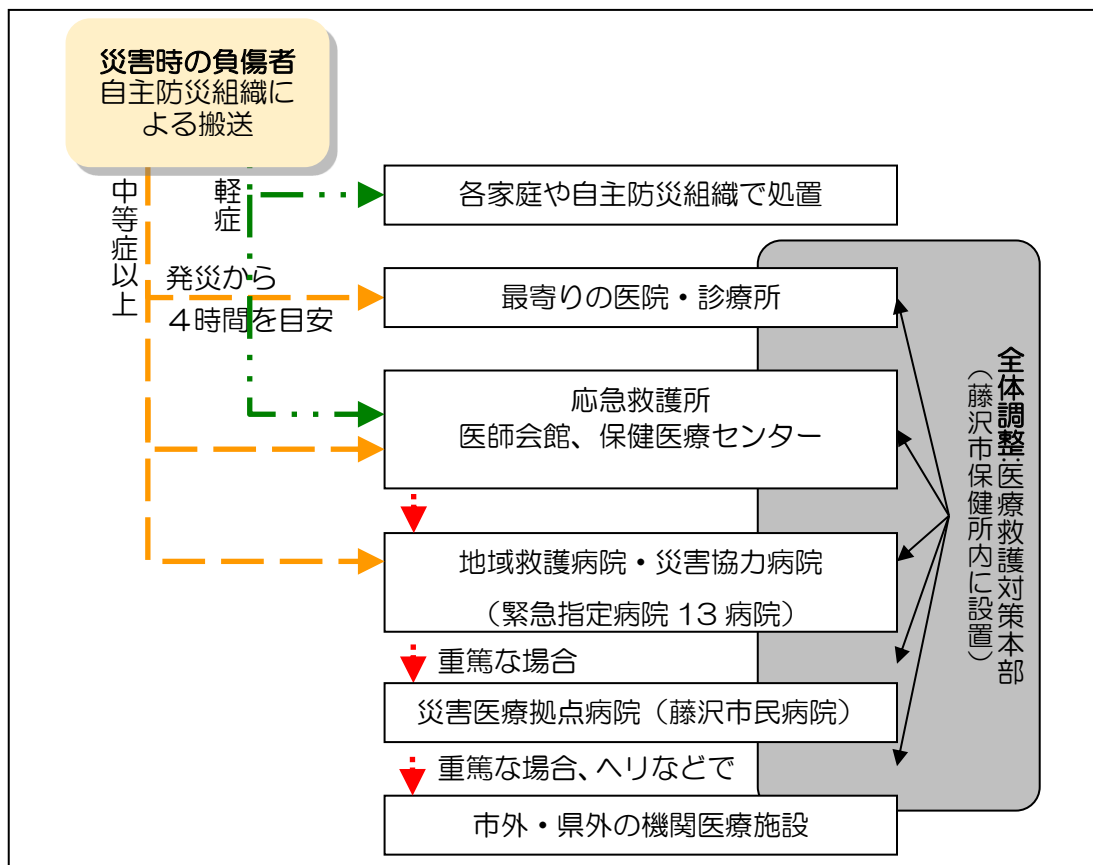 災害時の負傷者
自主防災組織に
よる搬送
中等症以上
軽症
各家庭や自主防災組織で処置
発災から
４時間を目安
最寄りの医院・診療所
応急救護所
医師会館、保健医療センター
地域救護病院・災害協力病院
（緊急指定病院 13 病院）
重篤な場合
災害医療拠点病院（藤沢市民病院）
重篤な場合、ヘリなどで
市外・県外の機関医療施設
全体調整:医療救護対策本部
（藤沢市保健所内に設置）